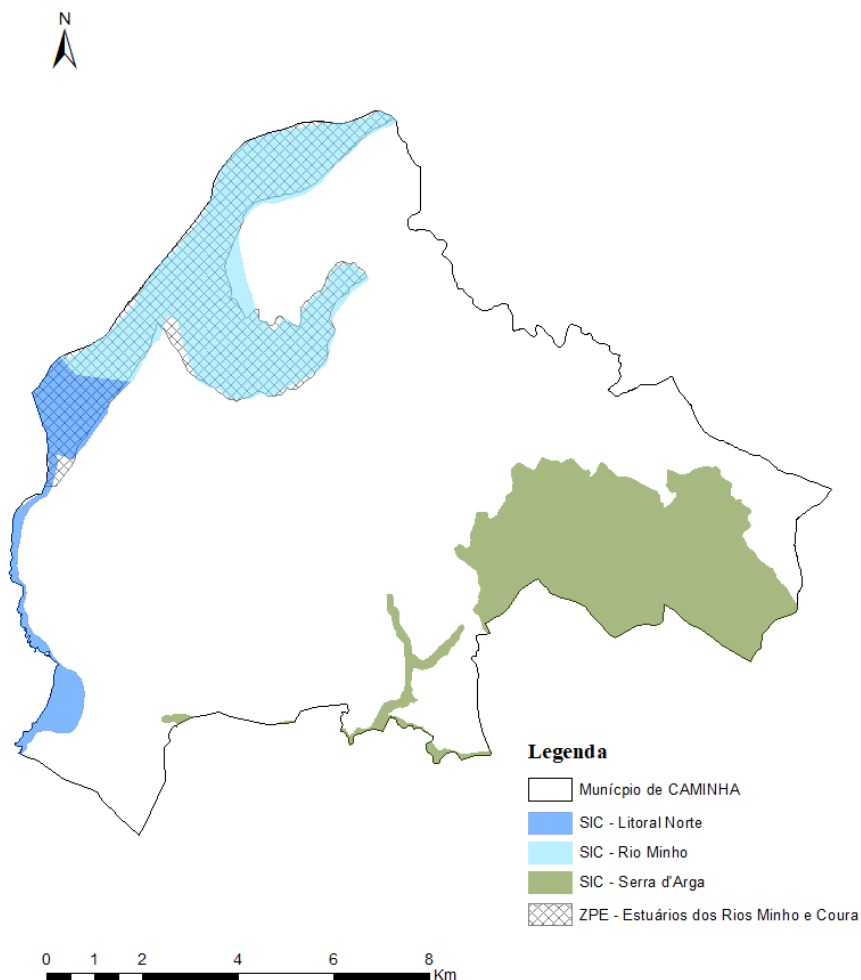 N
Legenda
Munícpio de CAMINHA
SIC - Litoral Norte
SIC - Rio Minho
SIC - Serra d'Arga
ZPE - Estuários dos Rios Minho e Coura
0 1 2 4 6 8
Km